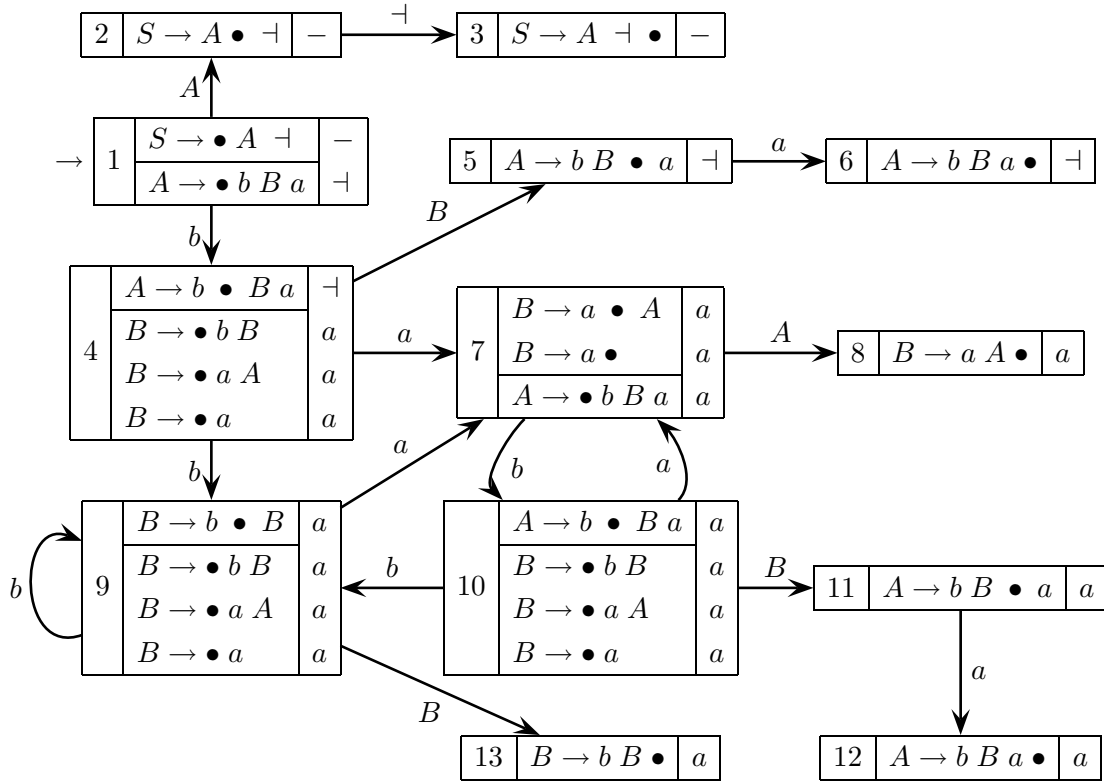 2 S → A ● ⊣ −
⊣
3 S → A ⊣ ● −
A
→ 1 S → ● A ⊣ −
A → ● b B a ⊣
5 A → b B ● a ⊣
a
6 A → b B a ● ⊣
b
B
4 A → b ● B a ⊣
B → ● b B a
B → ● a A a
B → ● a a
a
7 B → a ● A a
B → a ● a
A → ● b B a a
A
8 B → a A ● a
b
a
b
a
b
9 B → b ● B a
B → ● b B a
B → ● a A a
B → ● a a
b
10 A → b ● B a a
B → ● b B a
B → ● a A a
B → ● a a
B
11 A → b B ● a a
B
a
13 B → b B ● a
12 A → b B a ● a